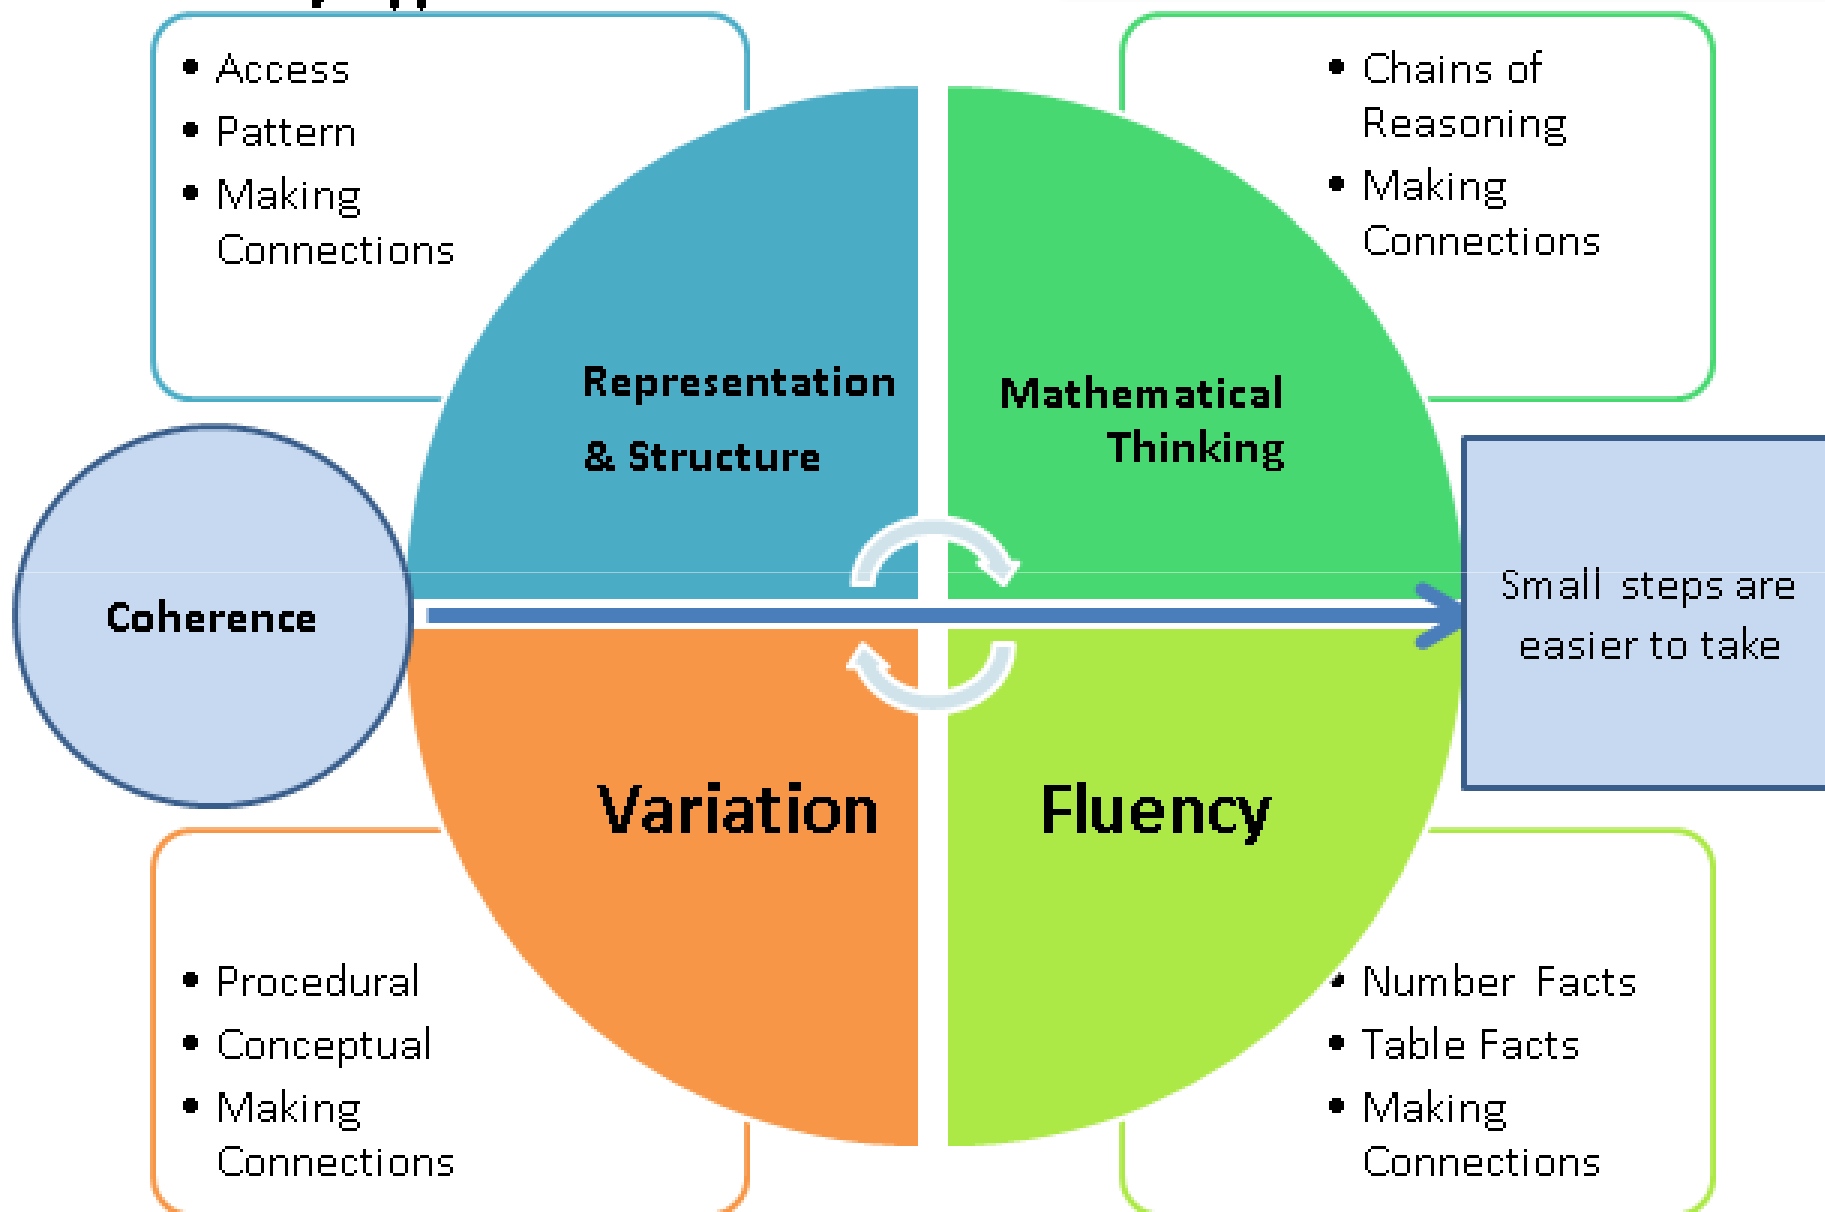 • Access
• Pattern
• Making
Connections
• Chains of
Reasoning
• Making
Connections
Representation
& Structure
Mathematical
Thinking
Coherence
Small steps are
easier to take
Variation
Fluency
• Procedural
• Conceptual
• Making
Connections
• Number Facts
• Table Facts
• Making
Connections